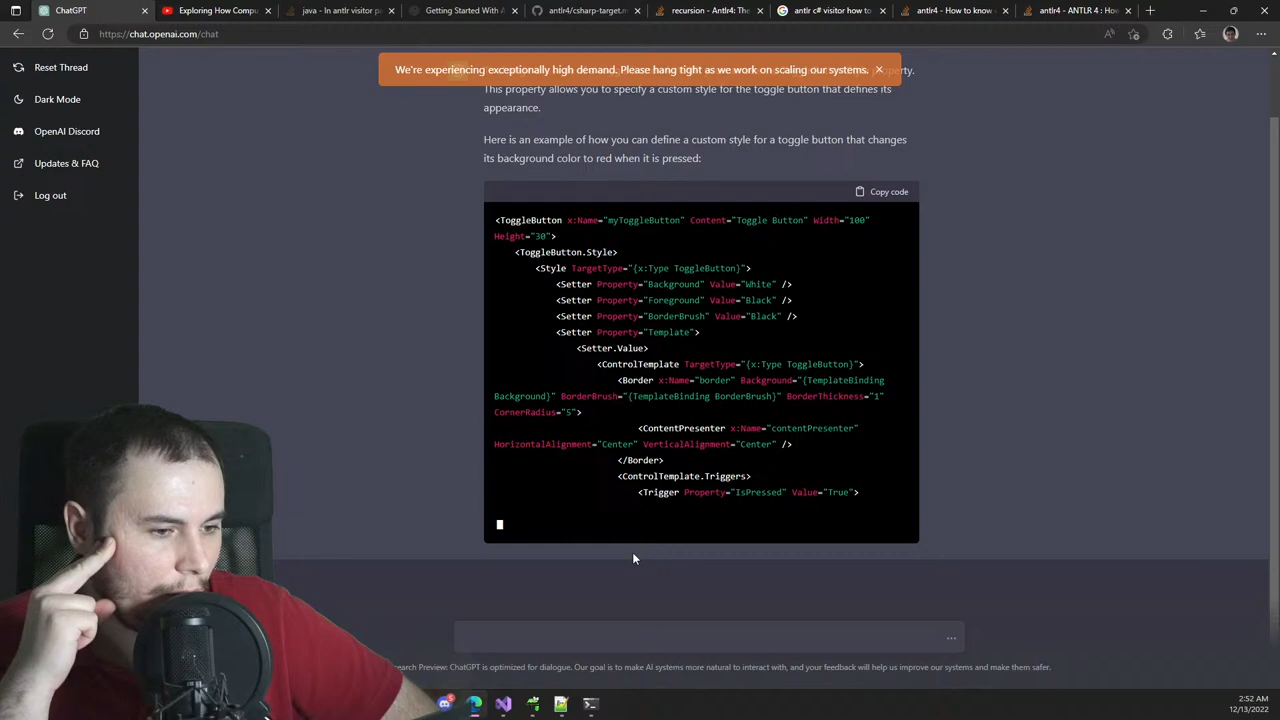 ChatGPT
Exploring How Compu
java - In antlr visitor pa
Getting Started With A
antlr4/csharp-target.m
recursion - Antlr4: The
antlr c# visitor how to
antlr4 - How to know
antlr4 - ANTLR 4 : How
https://chat.openai.com/chat
We're experiencing exceptionally high demand. Please hang tight as we work on scaling our systems.
Reset Thread
Dark Mode
OpenAI Discord
Updates & FAQ
Log out
property.
This property allows you to specify a custom style for the toggle button that defines its
appearance.
Here is an example of how you can define a custom style for a toggle button that changes
its background color to red when it is pressed:
Copy code
<ToggleButton x:Name="myToggleButton" Content="Toggle Button" Width="100"
Height="30">
<ToggleButton.Style>
<Style TargetType="{x:Type ToggleButton}">
<Setter Property="Background" Value="White" />
<Setter Property="Foreground" Value="Black" />
<Setter Property="BorderBrush" Value="Black" />
<Setter Property="Template">
<Setter.Value>
<ControlTemplate TargetType="{x:Type ToggleButton}">
<Border x:Name="border" Background="{TemplateBinding
Background}" BorderBrush="{TemplateBinding BorderBrush}" BorderThickness="1"
CornerRadius="5">
<ContentPresenter x:Name="contentPresenter"
HorizontalAlignment="Center" VerticalAlignment="Center" />
</Border>
<ControlTemplate.Triggers>
<Trigger Property="IsPressed" Value="True">
search Preview: ChatGPT is optimized for dialogue. Our goal is to make AI systems more natural to interact with, and your feedback will help us improve our systems and make them safer.
2:52 AM
12/13/2022